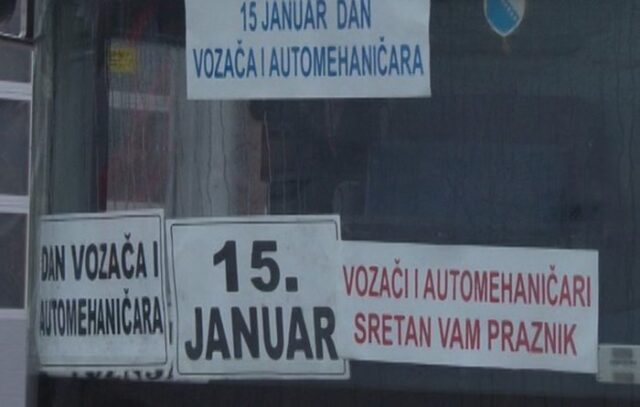 15 JANUAR DAN
VOZAČA I AUTOMEHANIČARA
DAN VOZAČA I
AUTOMEHANIČARA
15.
JANUAR
VOZAČI I AUTOMEHANIČARI
SRETAN VAM PRAZNIK